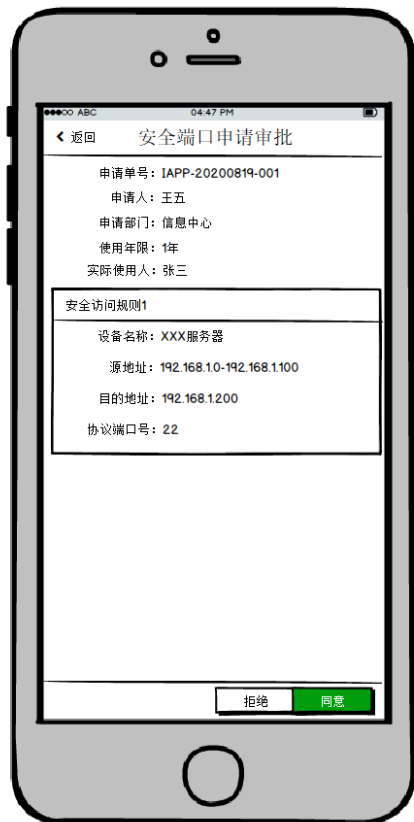 ABC 04:47 PM
返回 安全端口申请审批
申请单号：IAPP-20200819-001
申请人：王五
申请部门：信息中心
使用年限：1年
实际使用人：张三
安全访问规则1
设备名称：XXX服务器
源地址：192.168.1.0-192.168.1.100
目的地址：192.168.1.200
协议端口号：22
拒绝 同意